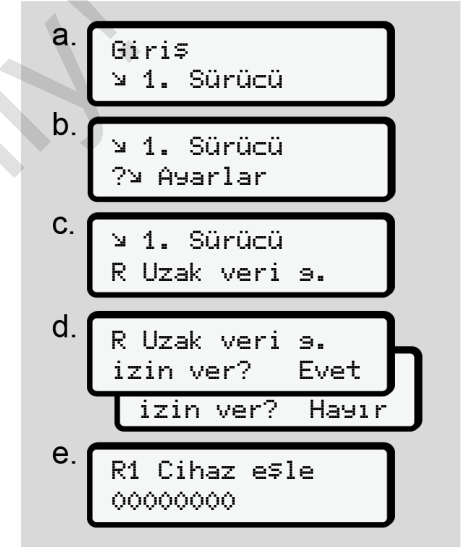 a.
Giriş
↘ 1. Sürücü
b.
↘ 1. Sürücü
?↘ Ayarlar
c.
↘ 1. Sürücü
R Uzak veri y.
d.
R Uzak veri y.
izin ver? Evet
izin ver? Hayır
e.
R1 Cihaz eşle
00000000